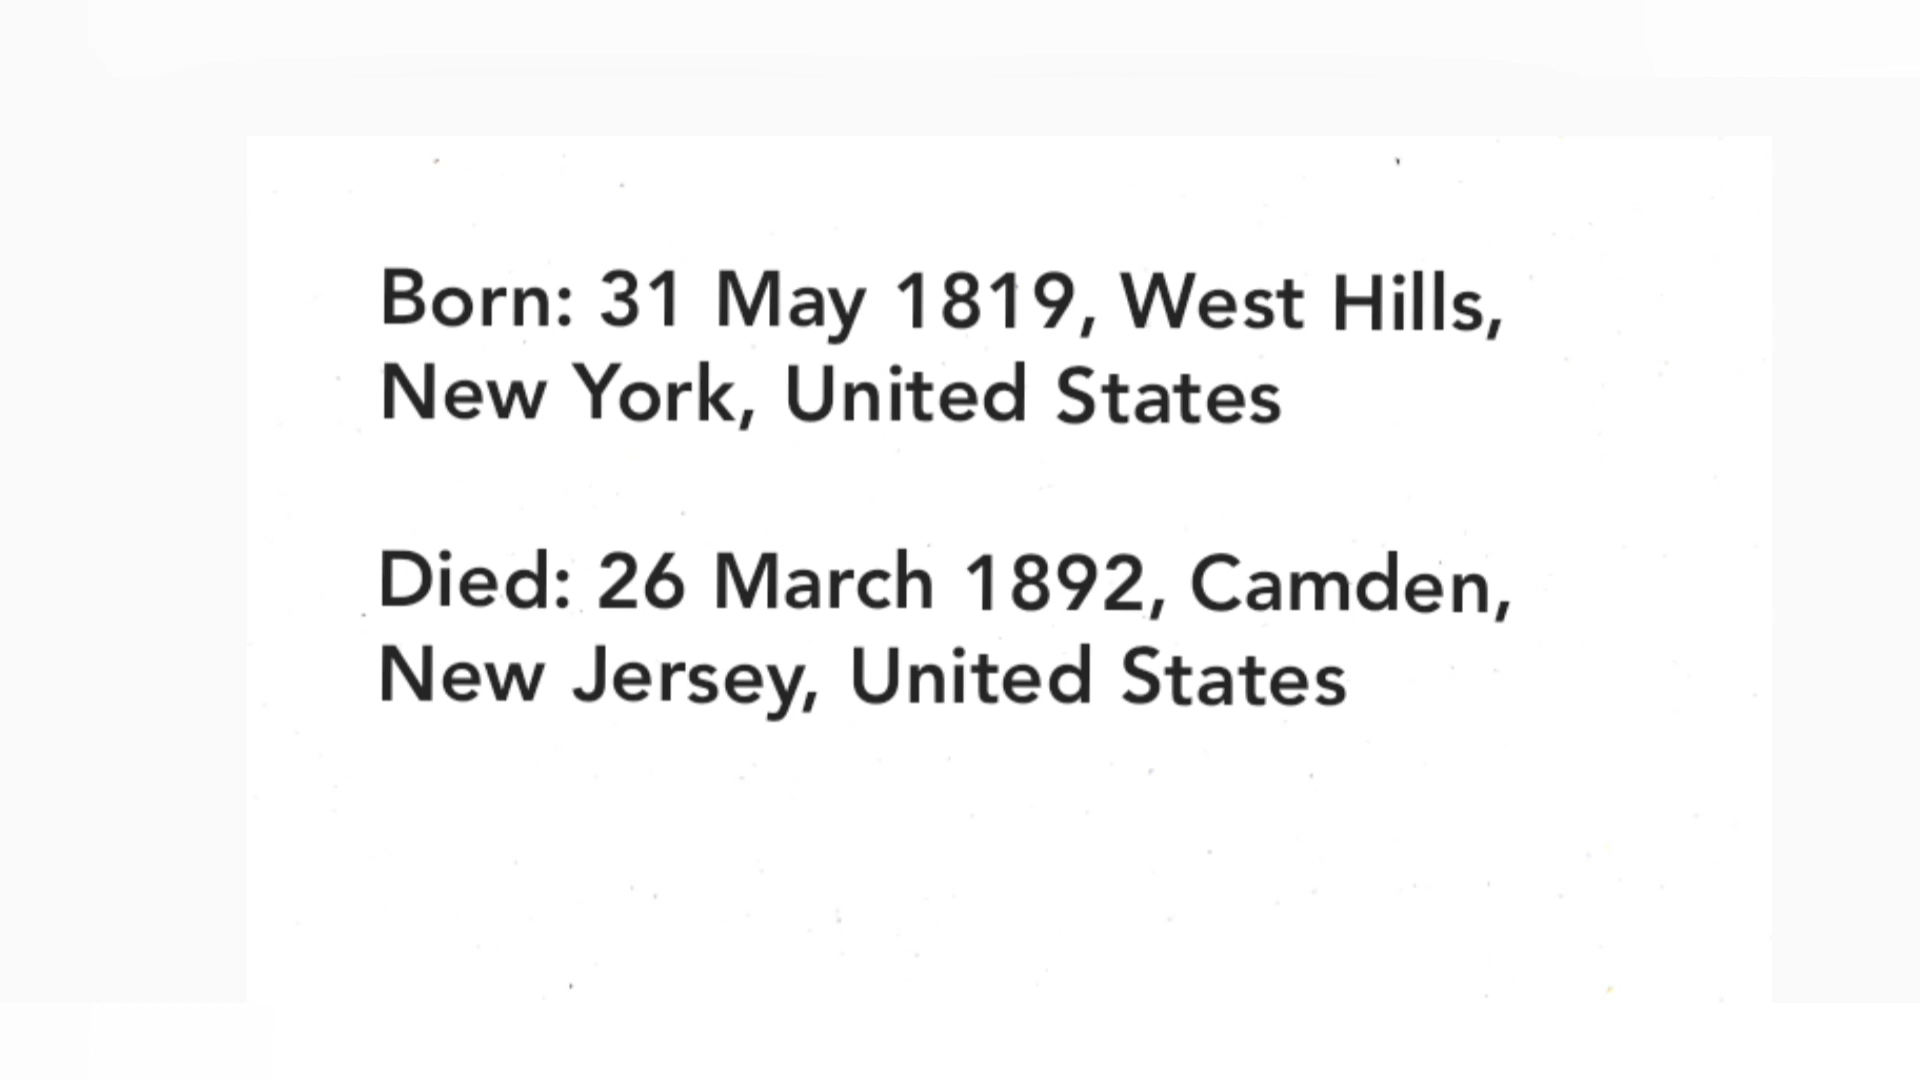 Born: 31 May 1819, West Hills,
New York, United States
Died: 26 March 1892, Camden,
New Jersey, United States